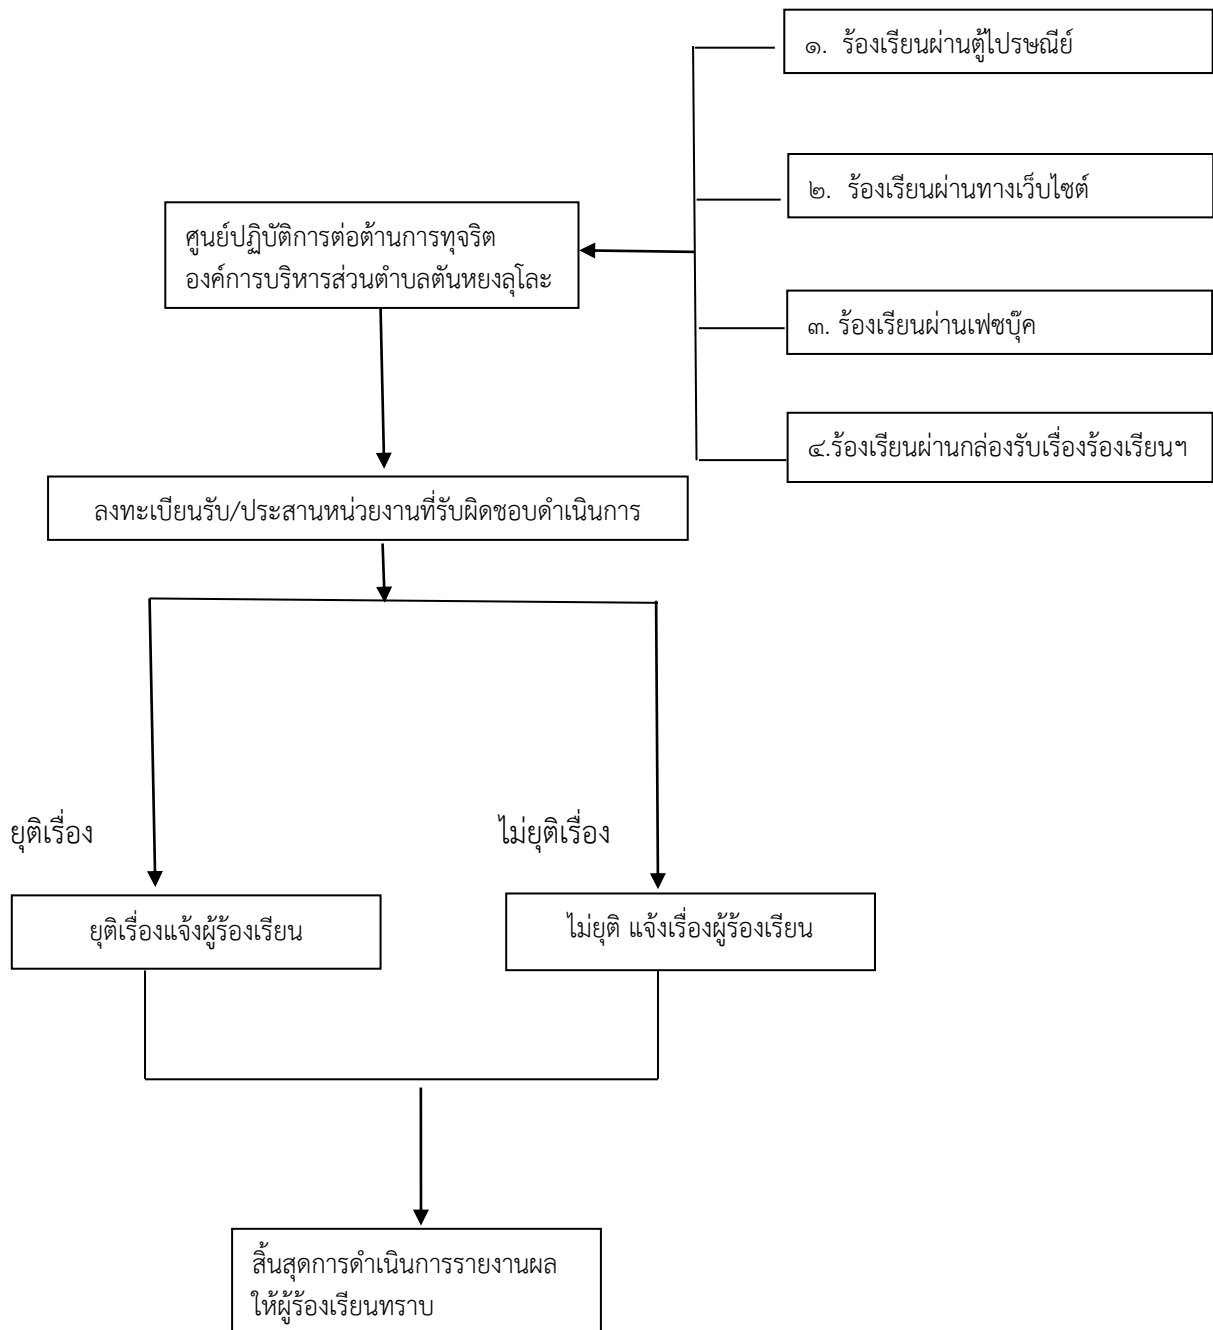 ๑. ร้องเรียนผ่านตู้ไปรษณีย์
๒. ร้องเรียนผ่านทางเว็บไซต์
ศูนย์ปฏิบัติการต่อต้านการทุจริต
องค์การบริหารส่วนตำบลตันหยงลุโละ
๓. ร้องเรียนผ่านเฟซบุ๊ค
๔.ร้องเรียนผ่านกล่องรับเรื่องร้องเรียนฯ
ลงทะเบียนรับ/ประสานหน่วยงานที่รับผิดชอบดำเนินการ
ยุติเรื่อง
ไม่ยุติเรื่อง
ยุติเรื่องแจ้งผู้ร้องเรียน
ไม่ยุติ แจ้งเรื่องผู้ร้องเรียน
สิ้นสุดการดำเนินการรายงานผล
ให้ผู้ร้องเรียนทราบ